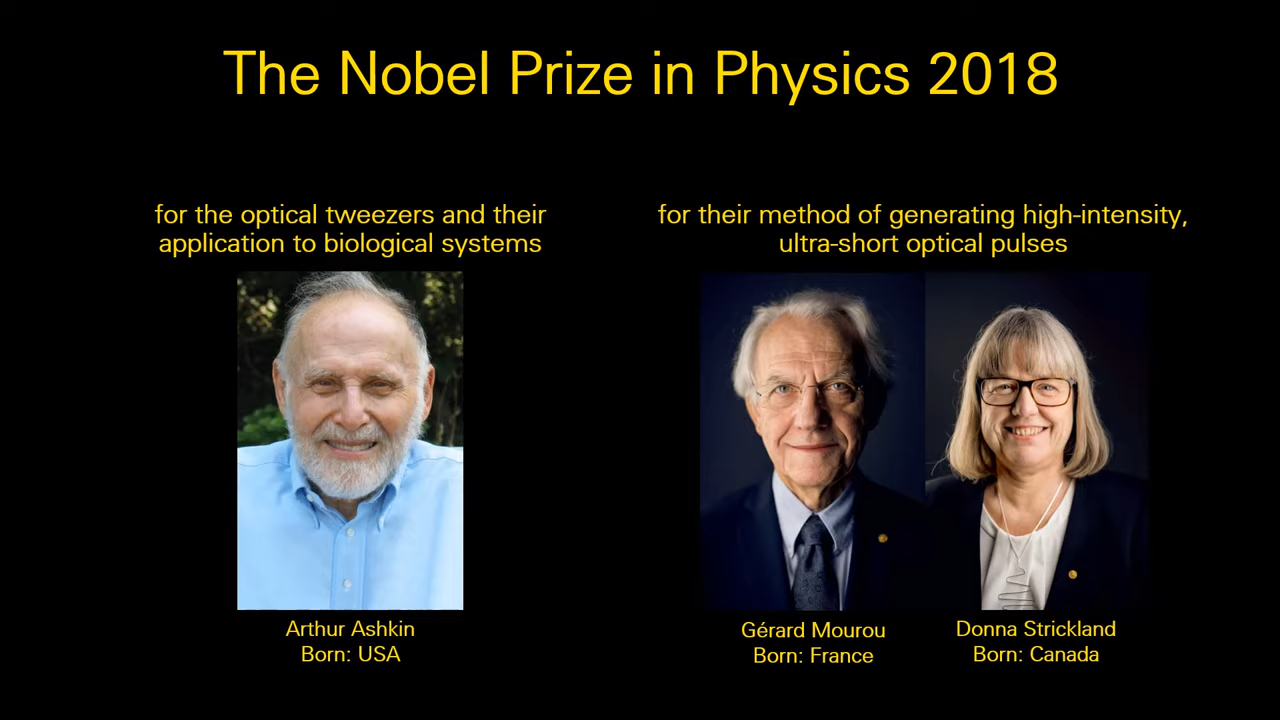 The Nobel Prize in Physics 2018
for the optical tweezers and their
application to biological systems
for their method of generating high-intensity,
ultra-short optical pulses
Arthur Ashkin
Born: USA
Gérard Mourou
Born: France
Donna Strickland
Born: Canada